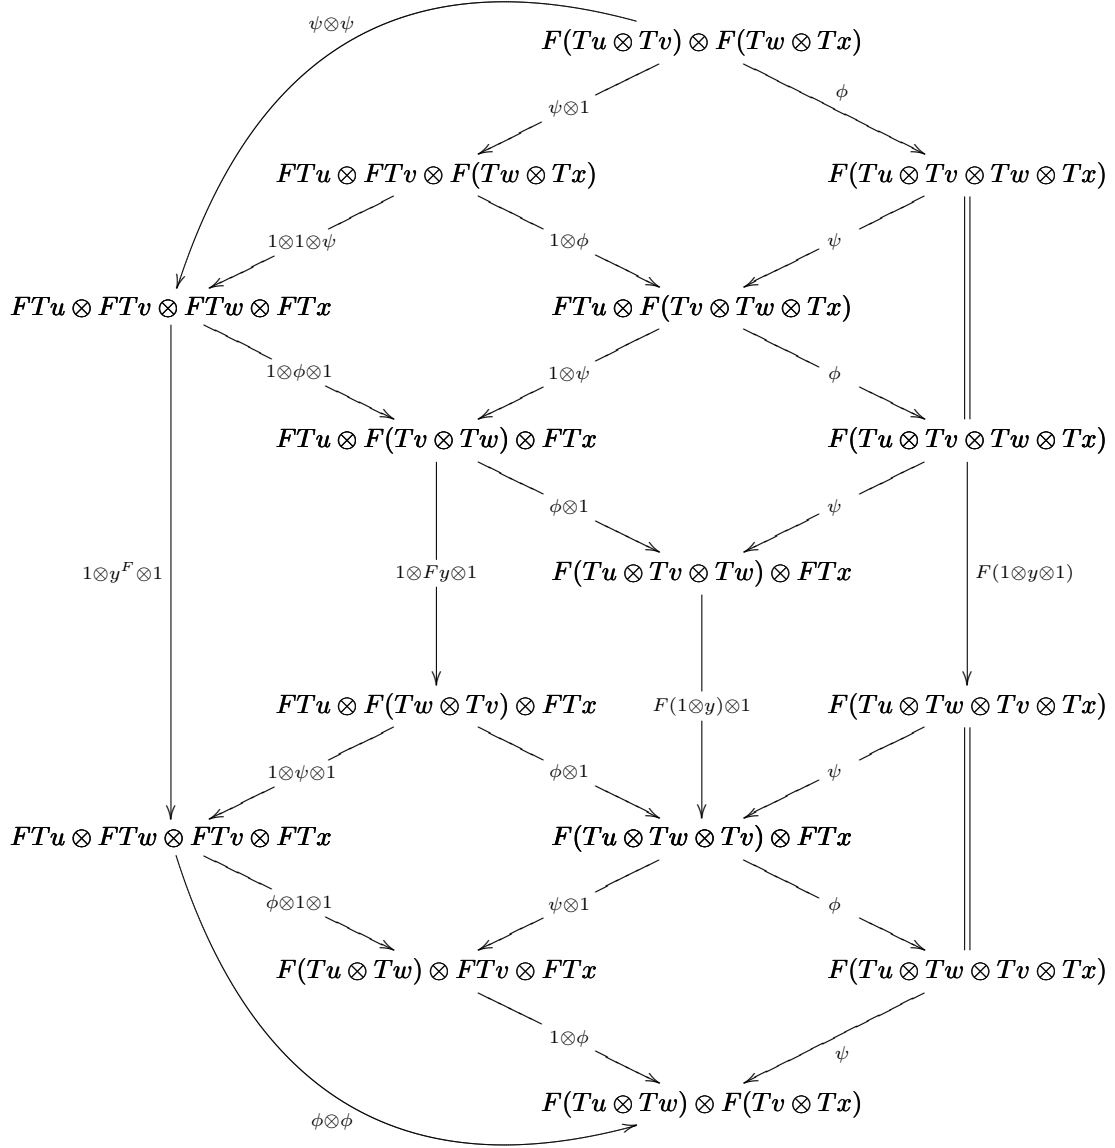 ψ⊗ψ
F(Tu ⊗ Tv) ⊗ F(Tw ⊗ Tx)
ψ⊗1
ϕ
FTu ⊗ FTv ⊗ F(Tw ⊗ Tx)
F(Tu ⊗ Tv ⊗ Tw ⊗ Tx)
1⊗1⊗ψ
1⊗ϕ
ψ
FTu ⊗ FTv ⊗ FTw ⊗ FTx
FTu ⊗ F(Tv ⊗ Tw ⊗ Tx)
1⊗ϕ⊗1
1⊗ψ
ϕ
FTu ⊗ F(Tv ⊗ Tw) ⊗ FTx
F(Tu ⊗ Tv ⊗ Tw ⊗ Tx)
ϕ⊗1
ψ
1⊗y^F⊗1
1⊗Fy⊗1
F(Tu ⊗ Tv ⊗ Tw) ⊗ FTx
F(1⊗y⊗1)
FTu ⊗ F(Tw ⊗ Tv) ⊗ FTx
F(1⊗y)⊗1
F(Tu ⊗ Tw ⊗ Tv ⊗ Tx)
1⊗ψ⊗1
ϕ⊗1
ψ
FTu ⊗ FTw ⊗ FTv ⊗ FTx
F(Tu ⊗ Tw ⊗ Tv) ⊗ FTx
ϕ⊗1⊗1
ψ⊗1
ϕ
F(Tu ⊗ Tw) ⊗ FTv ⊗ FTx
F(Tu ⊗ Tw ⊗ Tv ⊗ Tx)
1⊗ϕ
ψ
F(Tu ⊗ Tw) ⊗ F(Tv ⊗ Tx)
ϕ⊗ϕ